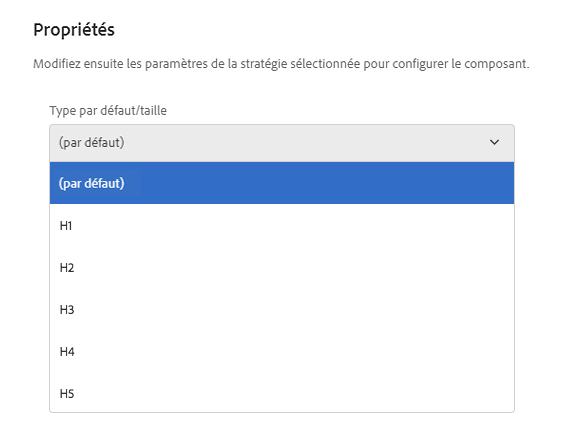 Propriétés
Modifiez ensuite les paramètres de la stratégie sélectionnée pour configurer le composant.
Type par défaut/taille
(par défaut)
(par défaut)
H1
H2
H3
H4
H5